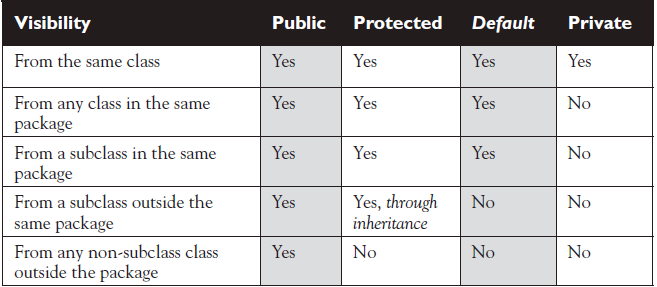 Visibility Public Protected Default Private
From the same class Yes Yes Yes Yes
From any class in the same Yes Yes Yes No
package
From a subclass in the same Yes Yes Yes No
package
From a subclass outside the Yes Yes, through No No
same package inheritance
From any non-subclass class Yes No No No
outside the package